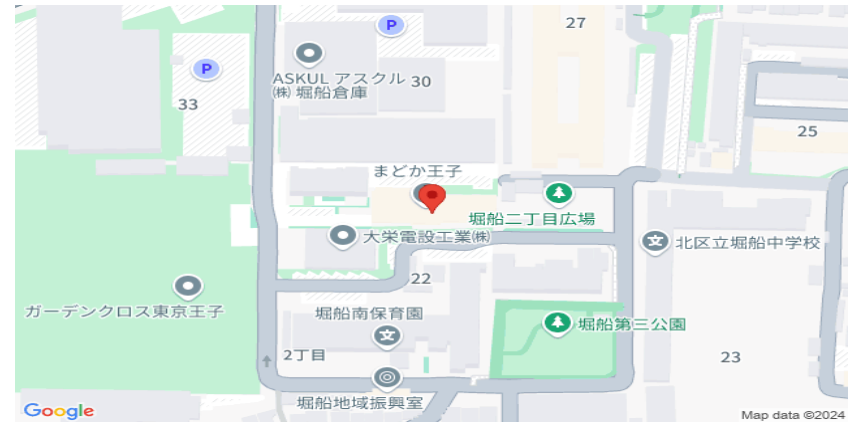 27
P
ASKUL アスクル
㈱ 堀船倉庫
30
P
33
25
まどか王子
堀船二丁目広場
大栄電設工業㈱
北区立堀船中学校
22
ガーデンクロス東京王子
堀船南保育園
文
文
堀船第三公園
2丁目
23
堀船地域振興室
Google
Map data ©2024